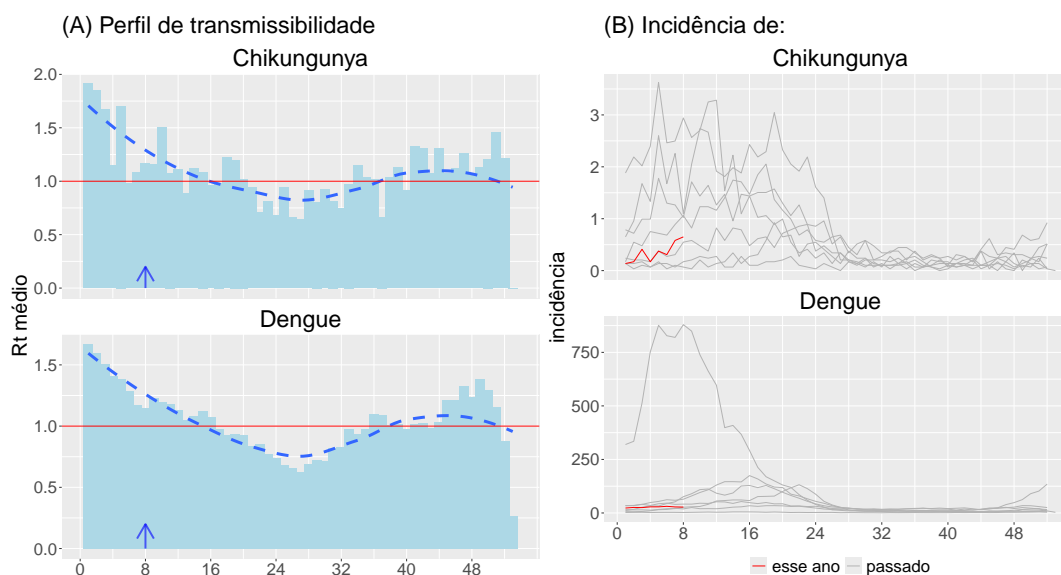 (A) Perfil de transmissibilidade
Chikungunya
2.0
1.5
1.0
0.5
0.0
Dengue
1.5
1.0
0.5
0.0
0 8 16 24 32 40 48
Rt médio
(B) Incidência de:
Chikungunya
3
2
1
0
Dengue
750
500
250
0
0 8 16 24 32 40 48
incidência
esse ano passado